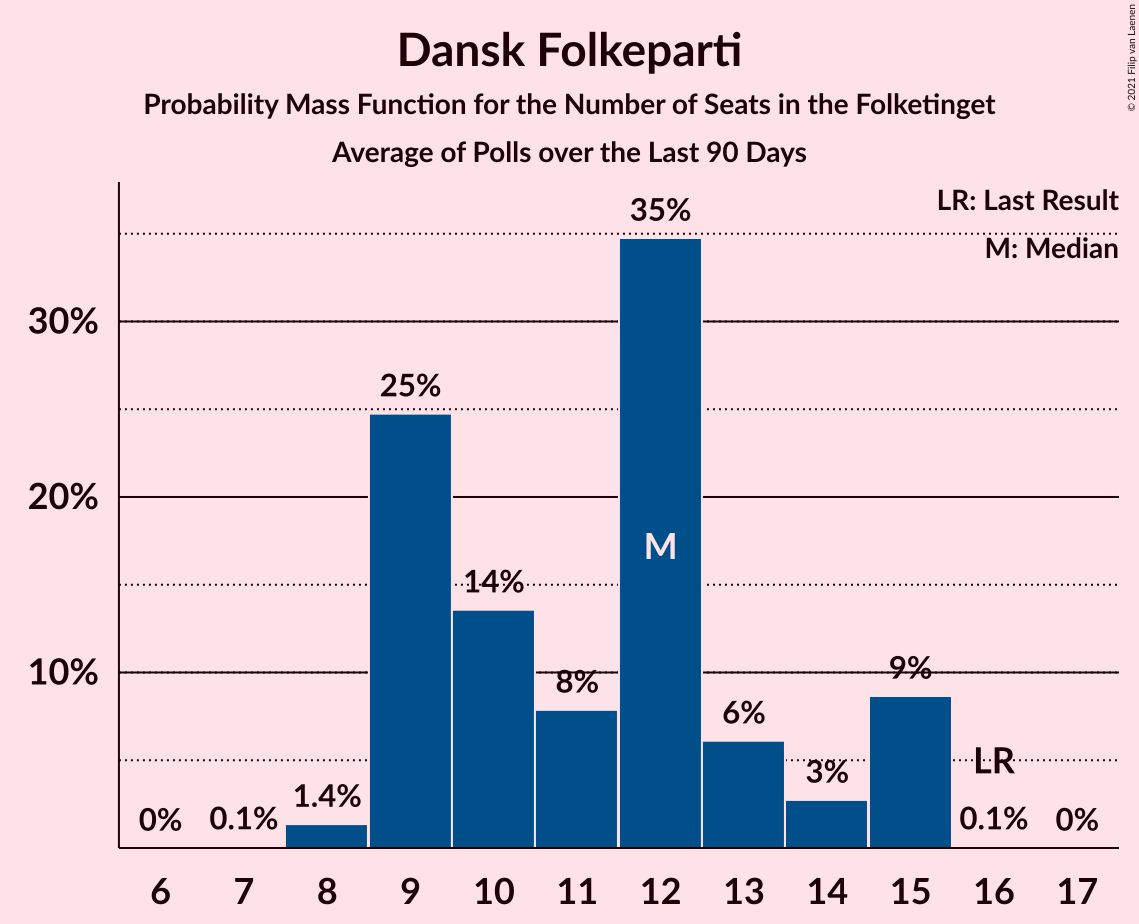 Dansk Folkeparti
Probability Mass Function for the Number of Seats in the Folketinget
Average of Polls over the Last 90 Days
© 2021 Filip van Laenen
LR: Last Result
M: Median
30%
20%
10%
0%
0.1%
1.4%
25%
14%
8%
35%
M
6%
3%
9%
LR
0.1%
0%
6 7 8 9 10 11 12 13 14 15 16 17